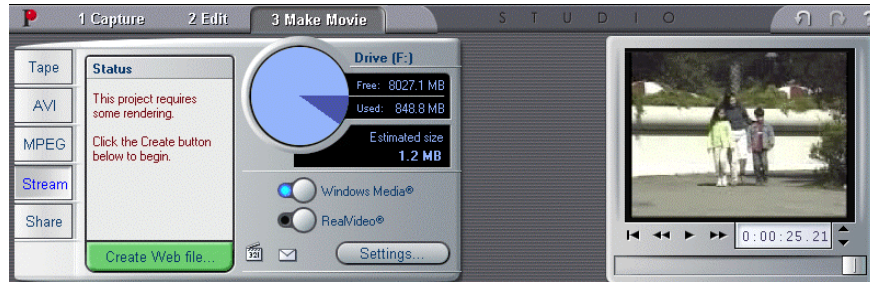 P 1 Capture 2 Edit 3 Make Movie STUDIO ?
Tape
AVI
MPEG
Stream
Share
Status
This project requires
some rendering.
Click the Create button
below to begin.
Create Web file...
Drive (F:)
Free: 8027.1 MB
Used: 848.8 MB
Estimated size
1.2 MB
Windows Media®
RealVideo®
321
Settings...
0:00:25.21